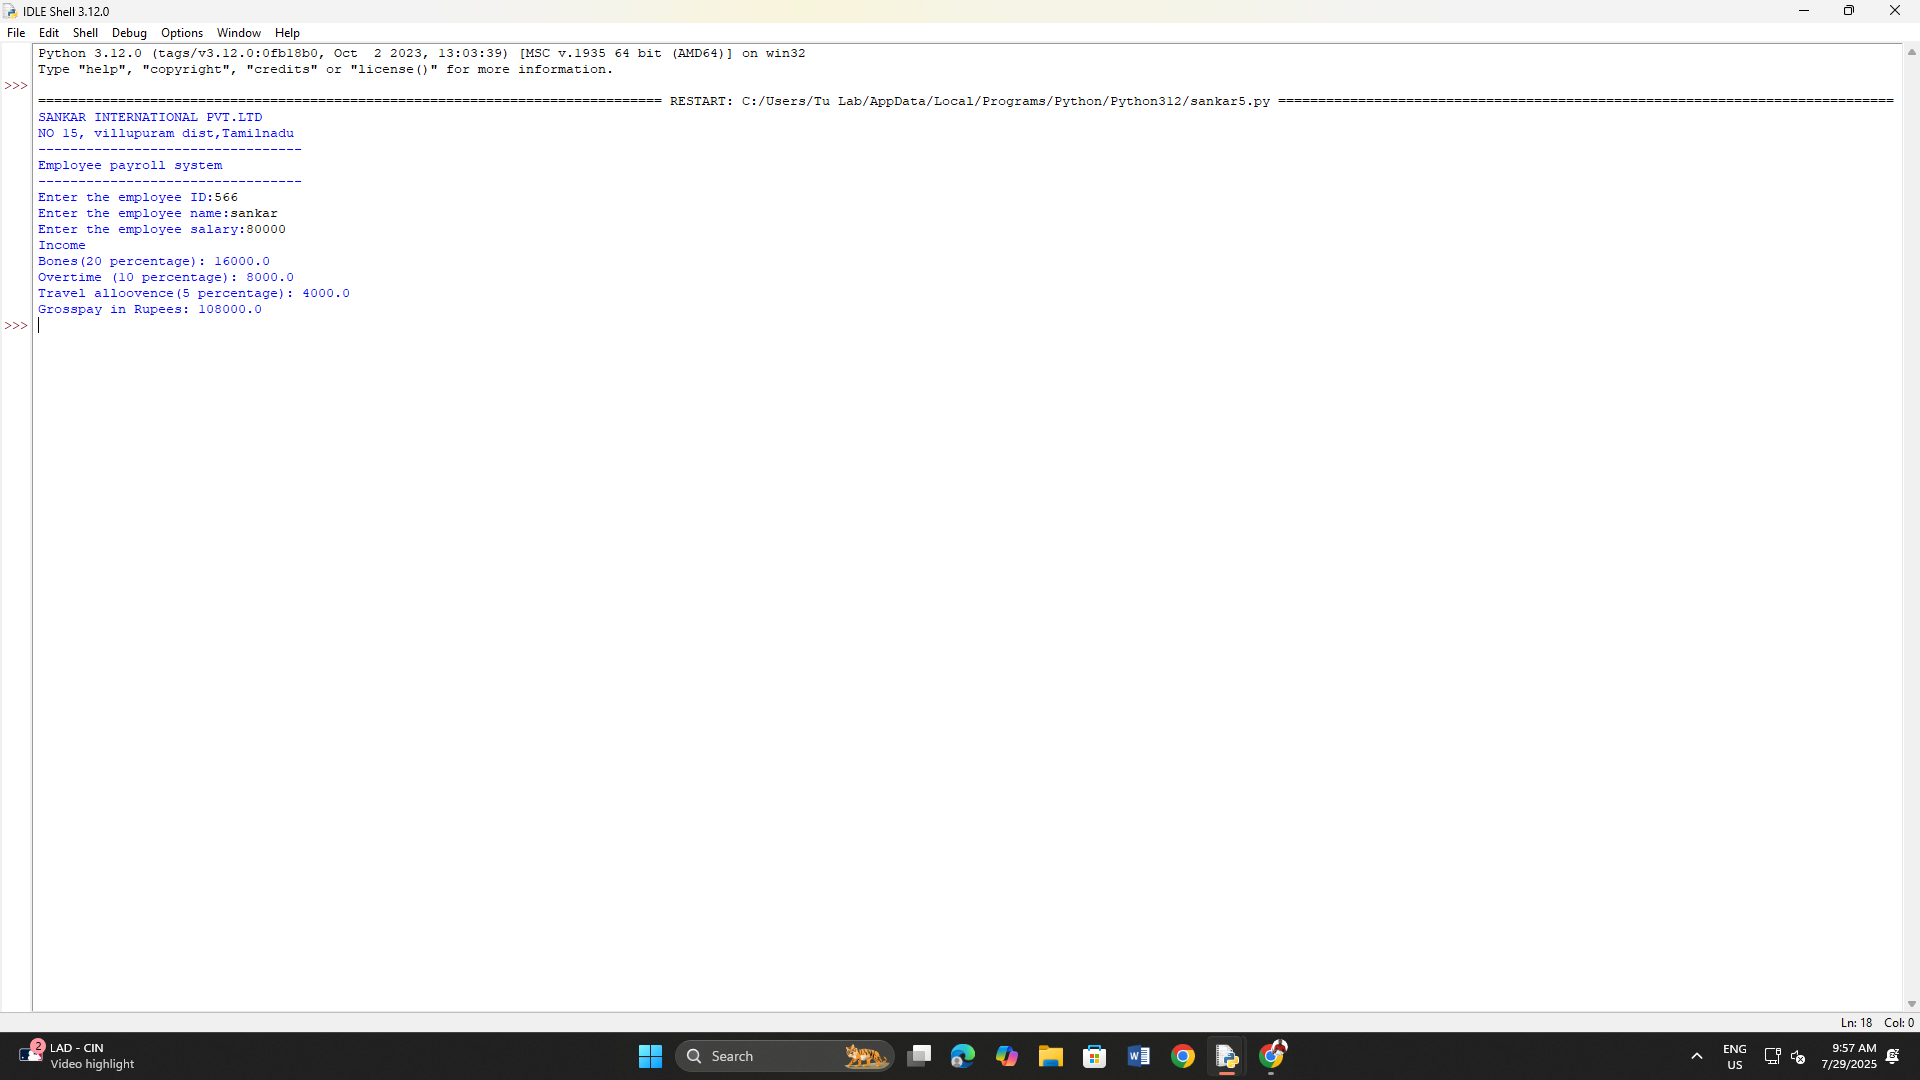 IDLE Shell 3.12.0
File Edit Shell Debug Options Window Help
Python 3.12.0 (tags/v3.12.0:0fb18b0, Oct  2 2023, 13:03:39) [MSC v.1935 64 bit (AMD64)] on win32
Type "help", "copyright", "credits" or "license()" for more information.
>>>
============================================================================== RESTART: C:/Users/Tu Lab/AppData/Local/Programs/Python/Python312/sankar5.py =============================================================================
SANKAR INTERNATIONAL PVT.LTD
NO 15, villupuram dist,Tamilnadu
---------------------------------
Employee payroll system
---------------------------------
Enter the employee ID:566
Enter the employee name:sankar
Enter the employee salary:80000
Income
Bones(20 percentage): 16000.0
Overtime (10 percentage): 8000.0
Travel alloovence(5 percentage): 4000.0
Grosspay in Rupees: 108000.0
>>>
Ln: 18 Col: 0
2
LAD - CIN
Video highlight
Search
ENG
US
9:57 AM
7/29/2025